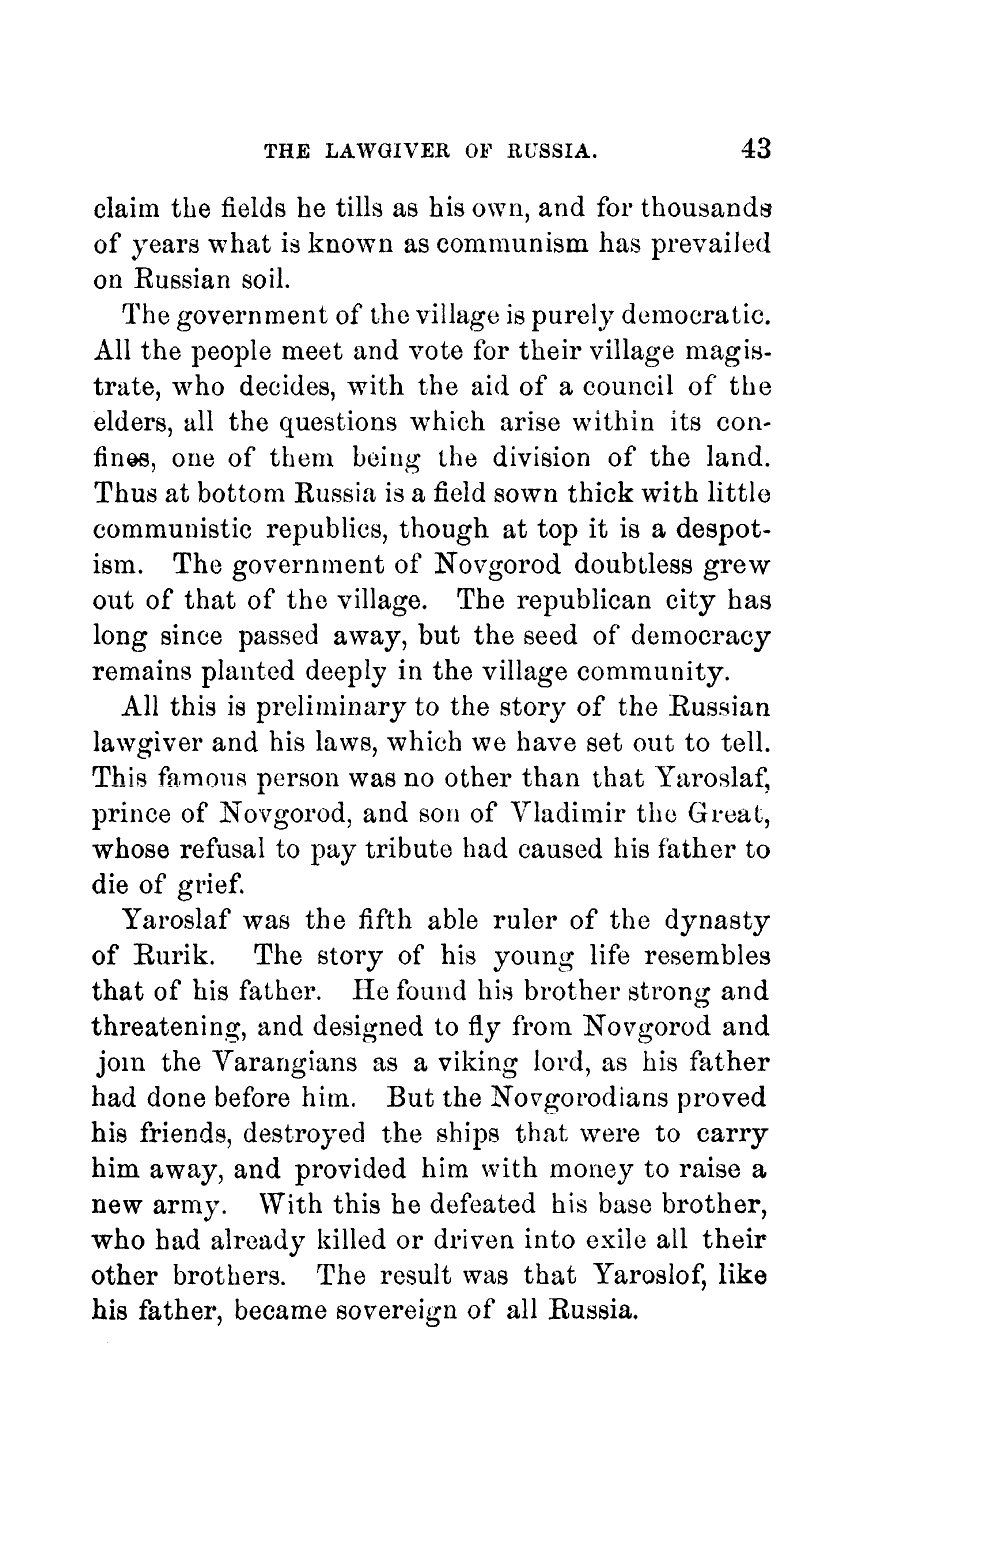 THE LAWGIVER OF RUSSIA. 43
claim the fields he tills as his own, and for thousands
of years what is known as communism has prevailed
on Russian soil.
The government of the village is purely democratic.
All the people meet and vote for their village magis-
trate, who decides, with the aid of a council of the
elders, all the questions which arise within its con-
fines, one of them being the division of the land.
Thus at bottom Russia is a field sown thick with little
communistic republics, though at top it is a despot-
ism. The government of Novgorod doubtless grew
out of that of the village. The republican city has
long since passed away, but the seed of democracy
remains planted deeply in the village community.
All this is preliminary to the story of the Russian
lawgiver and his laws, which we have set out to tell.
This famous person was no other than that Yaroslaf,
prince of Novgorod, and son of Vladimir the Great,
whose refusal to pay tribute had caused his father to
die of grief.
Yaroslaf was the fifth able ruler of the dynasty
of Rurik. The story of his young life resembles
that of his father. He found his brother strong and
threatening, and designed to fly from Novgorod and
join the Varangians as a viking lord, as his father
had done before him. But the Novgorodians proved
his friends, destroyed the ships that were to carry
him away, and provided him with money to raise a
new army. With this he defeated his base brother,
who had already killed or driven into exile all their
other brothers. The result was that Yaroslof, like
his father, became sovereign of all Russia.